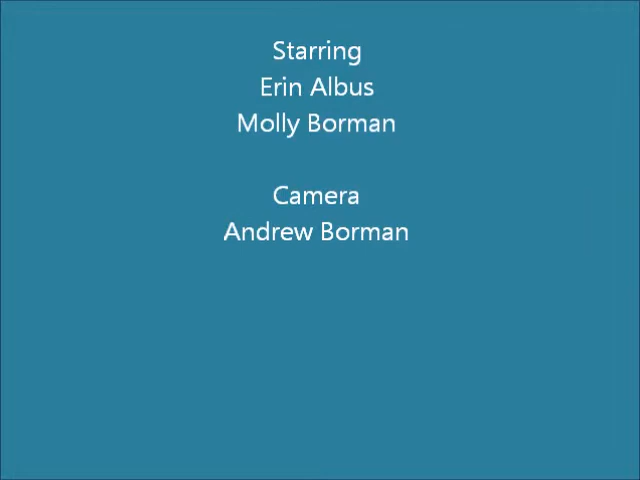 Starring
Erin Albus
Molly Borman
Camera
Andrew Borman